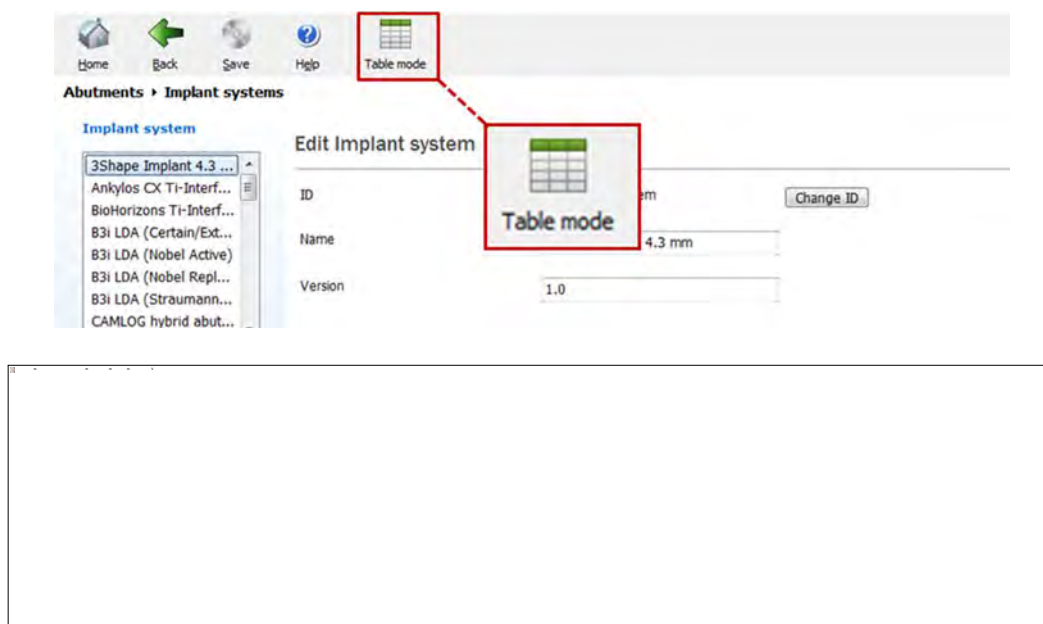 Home Back Save Help Table mode
Abutments ▸ Implant systems
Implant system
Edit Implant system
3Shape Implant 4.3 ...)
Ankylos CX Ti-Interf...
BioHorizons Ti-Interf...
B3i LDA (Certain/Ext...
B3i LDA (Nobel Active)
B3i LDA (Nobel Repl...
B3i LDA (Straumann...
CAMLOG hybrid abut...
ID
em
Change ID
Name
4.3 mm
Version
1.0
Table mode